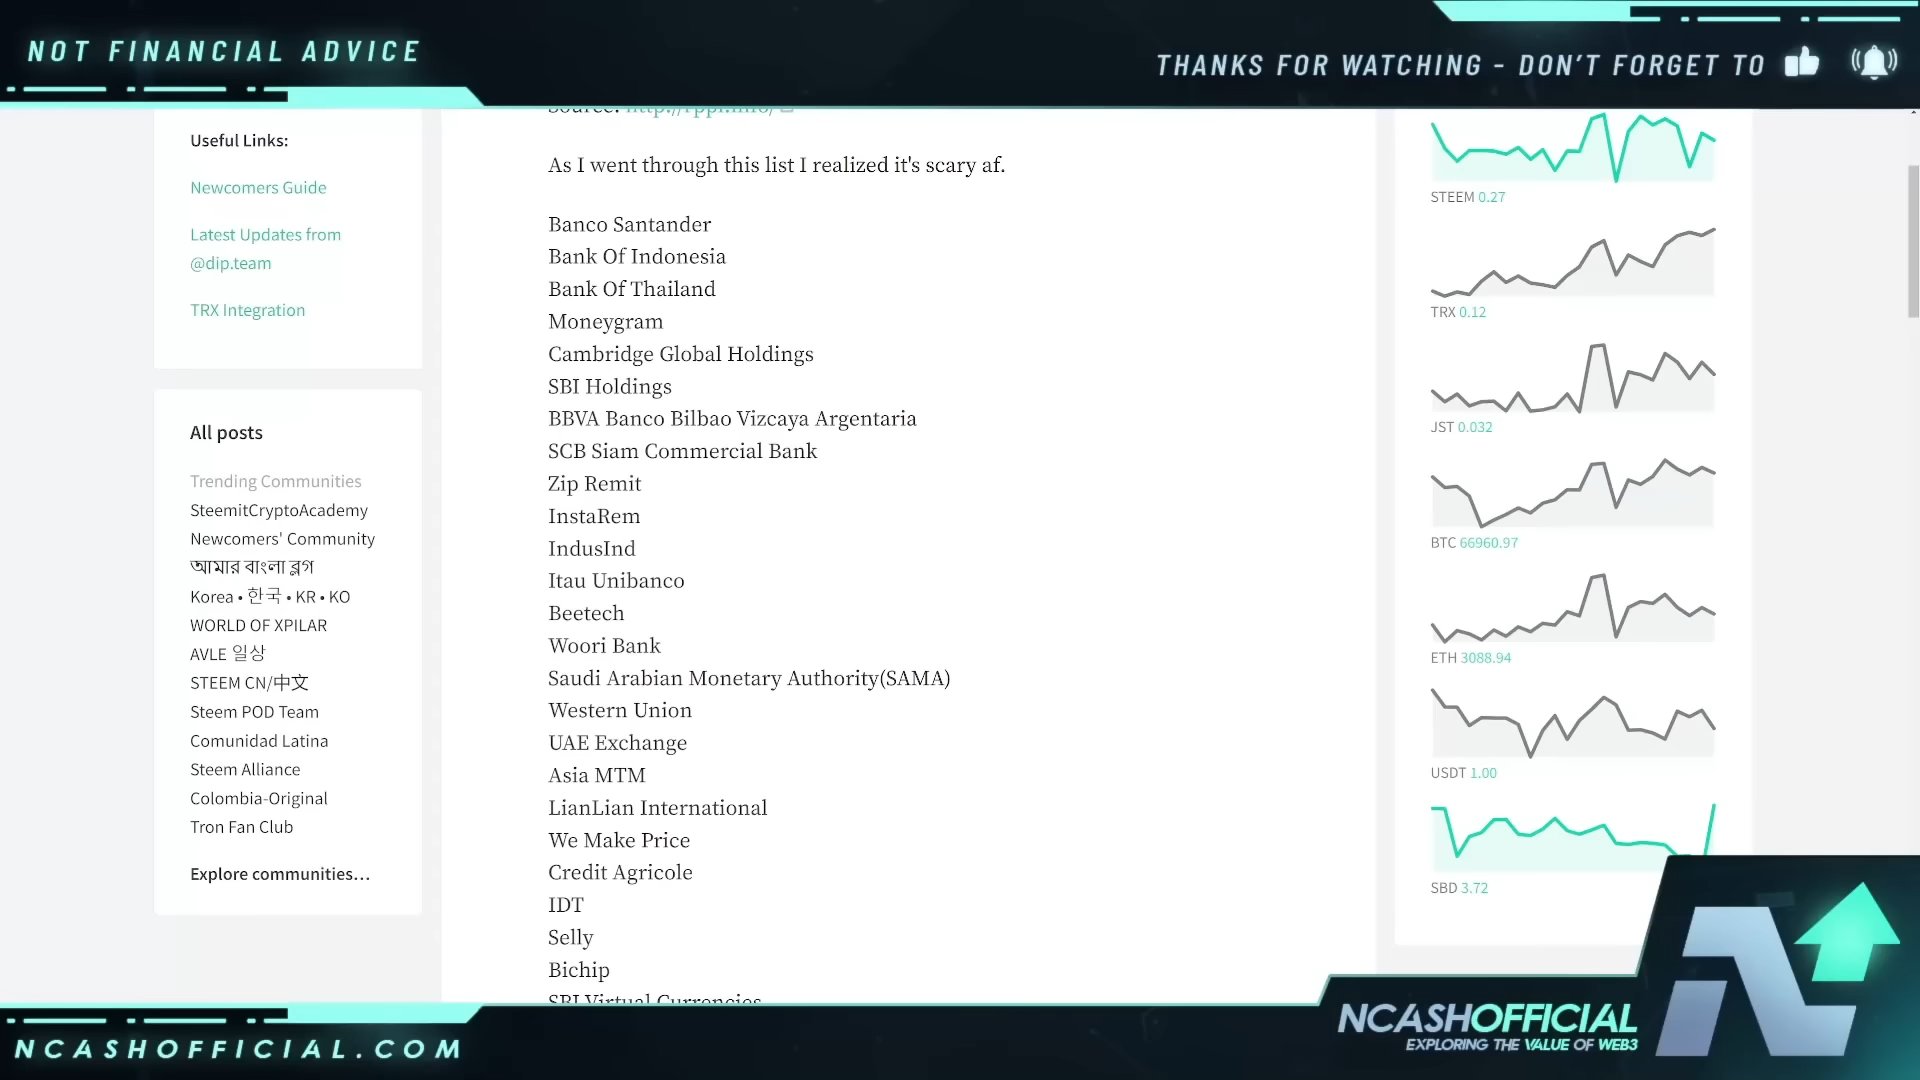 NOT FINANCIAL ADVICE
THANKS FOR WATCHING - DON'T FORGET TO
Useful Links:
Newcomers Guide
Latest Updates from
@dip.team
TRX Integration
All posts
Trending Communities
SteemitCryptoAcademy
Newcomers' Community
আমার বাংলা ব্লগ
Korea • 한국 • KR • KO
WORLD OF XPILAR
AVLE 일상
STEEM CN/中文
Steem POD Team
Comunidad Latina
Steem Alliance
Colombia-Original
Tron Fan Club
Explore communities...
As I went through this list I realized it's scary af.
Banco Santander
Bank Of Indonesia
Bank Of Thailand
Moneygram
Cambridge Global Holdings
SBI Holdings
BBVA Banco Bilbao Vizcaya Argentaria
SCB Siam Commercial Bank
Zip Remit
InstaRem
IndusInd
Itau Unibanco
Beetech
Woori Bank
Saudi Arabian Monetary Authority(SAMA)
Western Union
UAE Exchange
Asia MTM
LianLian International
We Make Price
Credit Agricole
IDT
Selly
Bichip
SBI Virtual Currencies
STEEM 0.27
TRX 0.12
JST 0.032
BTC 66960.97
ETH 3088.94
USDT 1.00
SBD 3.72
NCASHOFFICIAL.COM
NCASHOFFICIAL
EXPLORING THE VALUE OF WEB3